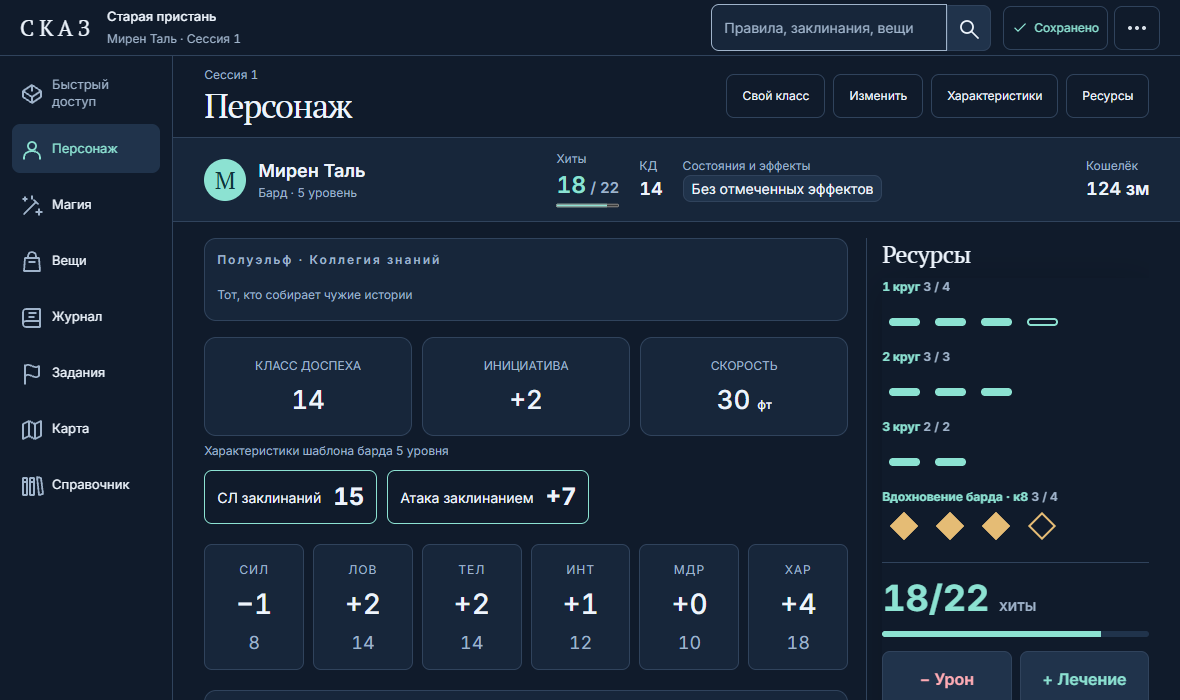 СКАЗ
Старая пристань
Мирен Таль · Сессия 1
Правила, заклинания, вещи
Сохранено
Быстрый
доступ
Персонаж
Магия
Вещи
Журнал
Задания
Карта
Справочник
Сессия 1
Персонаж
Свой класс
Изменить
Характеристики
Ресурсы
М
Мирен Таль
Бард · 5 уровень
Хиты
18 / 22
КД
14
Состояния и эффекты
Без отмеченных эффектов
Кошелёк
124 зм
Полуэльф · Коллегия знаний
Тот, кто собирает чужие истории
КЛАСС ДОСПЕХА
14
ИНИЦИАТИВА
+2
СКОРОСТЬ
30 фт
Характеристики шаблона барда 5 уровня
СЛ заклинаний 15
Атака заклинанием +7
СИЛ
−1
8
ЛОВ
+2
14
ТЕЛ
+2
14
ИНТ
+1
12
МДР
+0
10
ХАР
+4
18
Ресурсы
1 круг 3 / 4
2 круг 3 / 3
3 круг 2 / 2
Вдохновение барда · к8 3 / 4
18/22 хиты
− Урон
+ Лечение